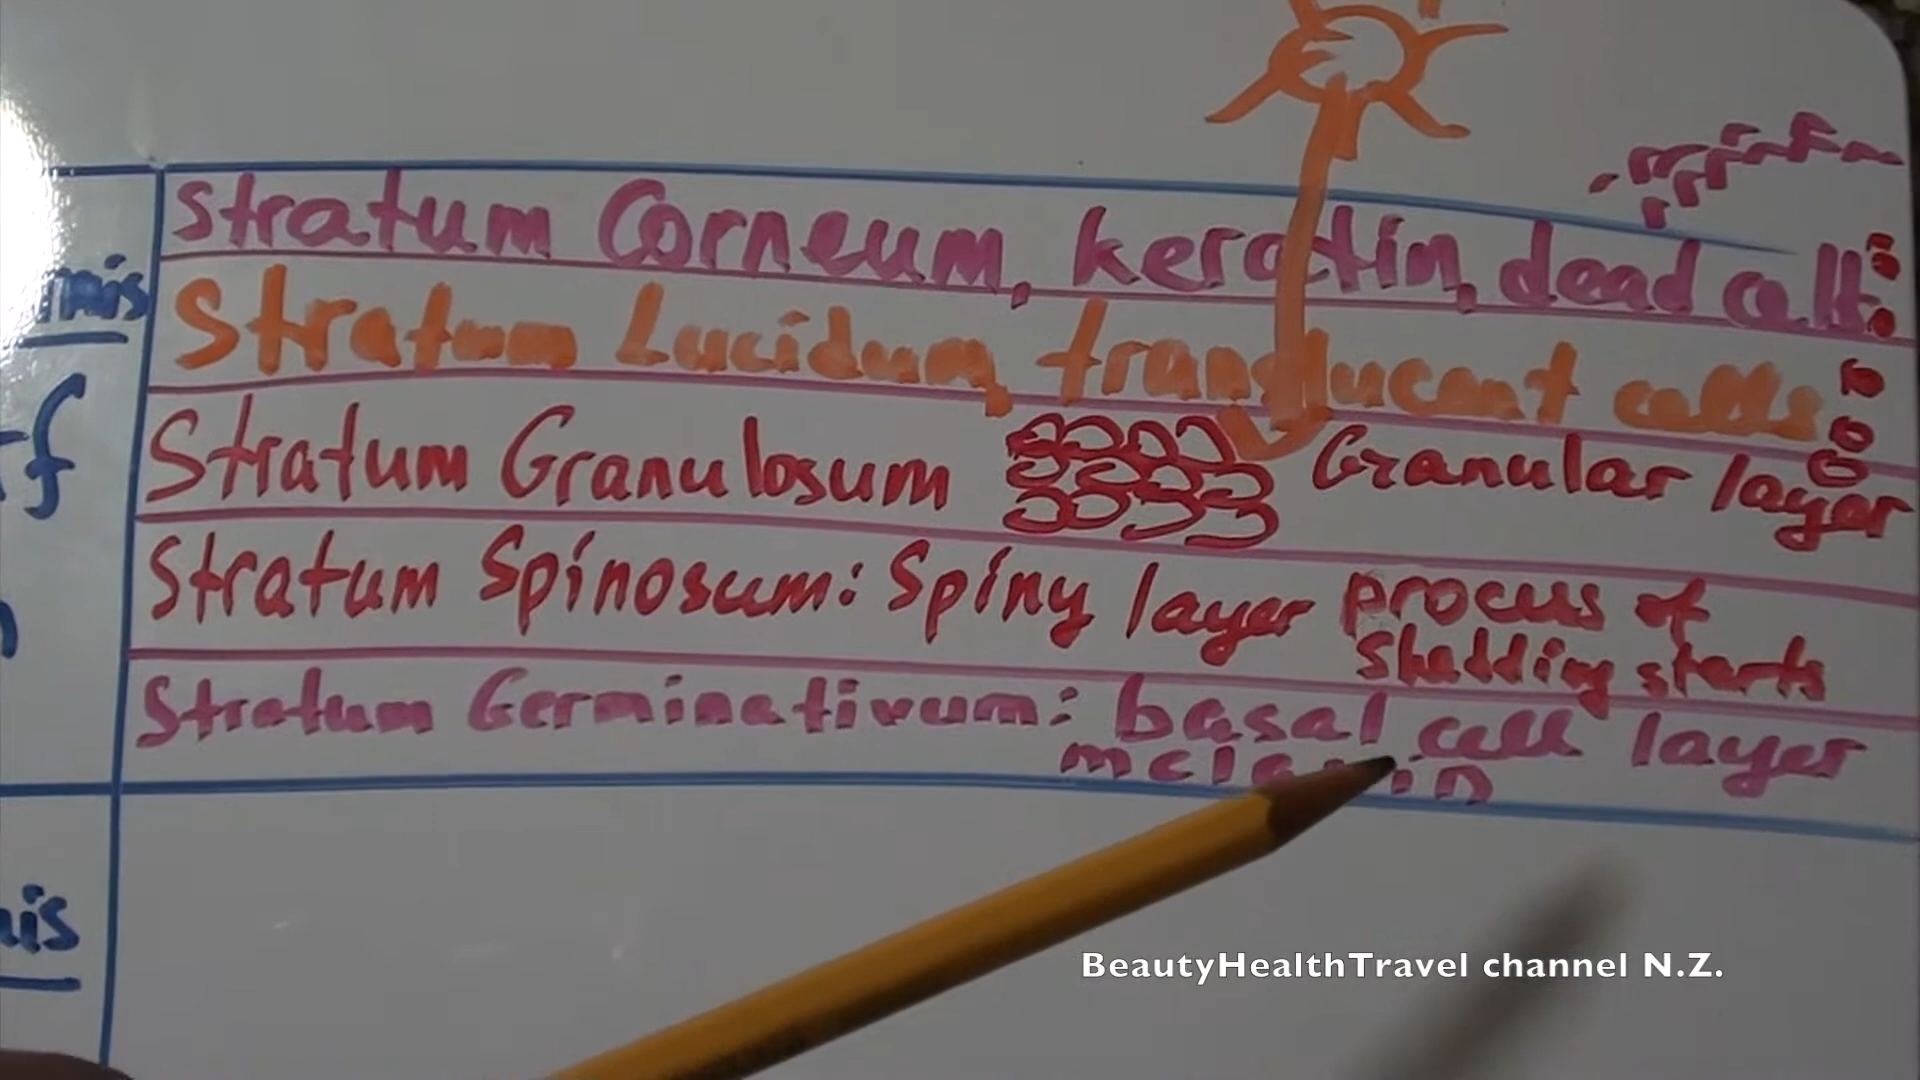 Stratum Corneum, keratin, dead cells
Stratum Lucidum, translucent cells
Stratum Granulosum Granular layer
Stratum Spinosum: Spiny layer process of
Shedding starts
Stratum Germinativum: basal cell layer
melanin
BeautyHealthTravel channel N.Z.